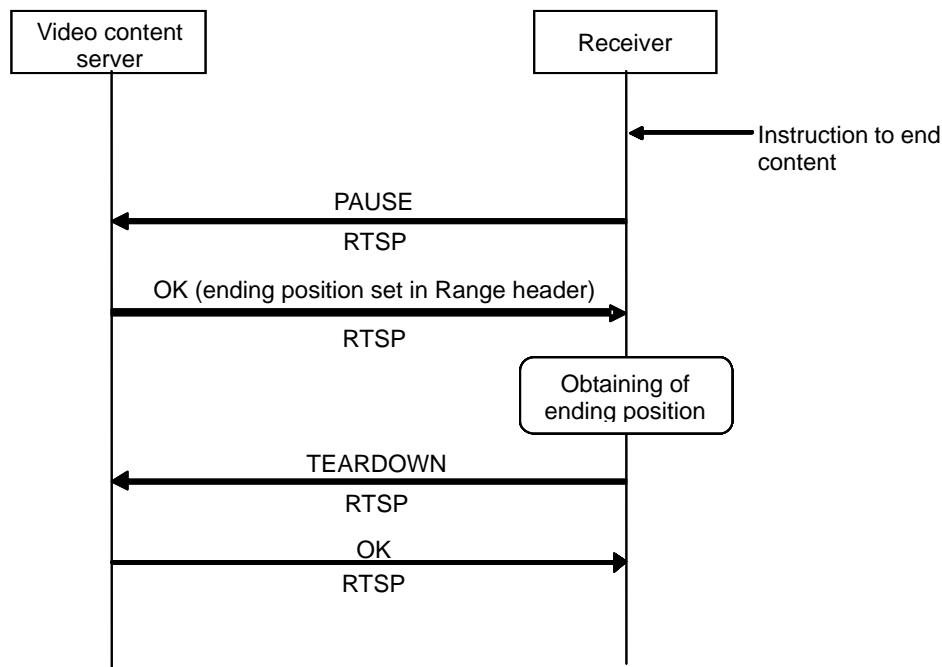 Video content
server
Receiver
Instruction to end
content
PAUSE
RTSP
OK (ending position set in Range header)
RTSP
Obtaining of
ending position
TEARDOWN
RTSP
OK
RTSP